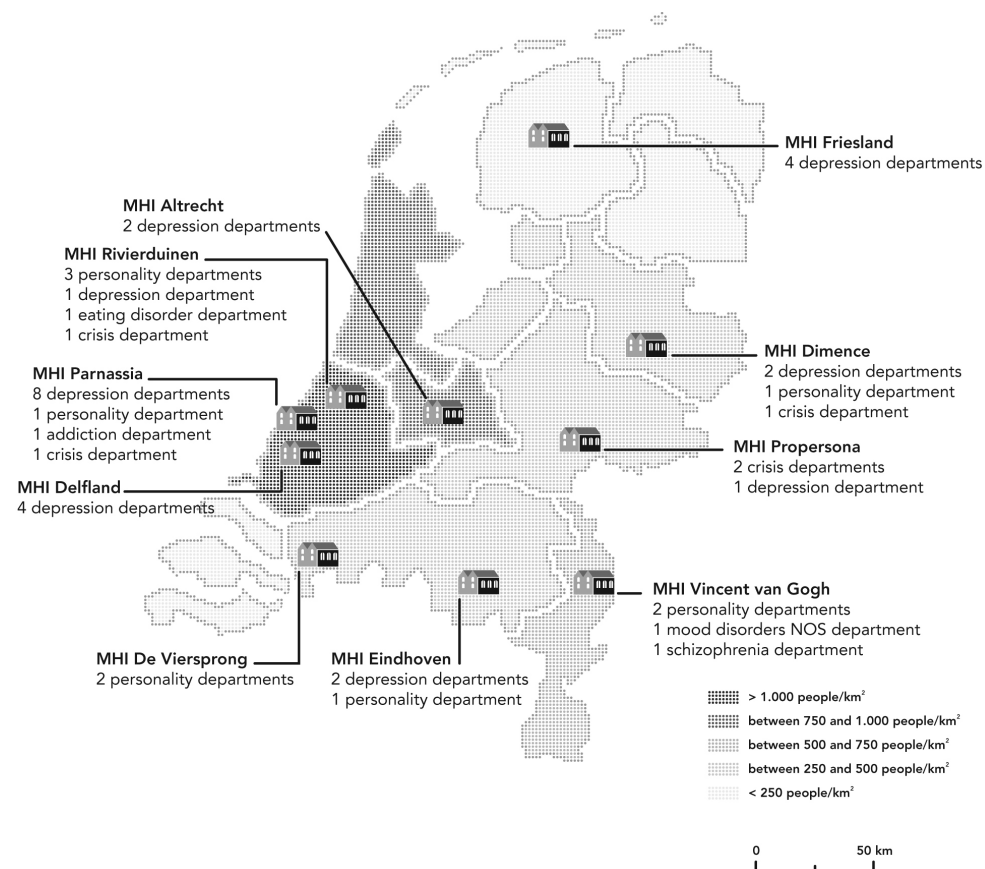 MHI Friesland
4 depression departments
MHI Altrecht
2 depression departments
MHI Rivierduinen
3 personality departments
1 depression department
1 eating disorder department
1 crisis department
MHI Parnassia
8 depression departments
1 personality department
1 addiction department
1 crisis department
MHI Delfland
4 depression departments
MHI Dimence
2 depression departments
1 personality department
1 crisis department
MHI Propersona
2 crisis departments
1 depression department
MHI Vincent van Gogh
2 personality departments
1 mood disorders NOS department
1 schizophrenia department
MHI De Viersprong
2 personality departments
MHI Eindhoven
2 depression departments
1 personality department
> 1.000 people/km²
between 750 and 1.000 people/km²
between 500 and 750 people/km²
between 250 and 500 people/km²
< 250 people/km²
0 50 km